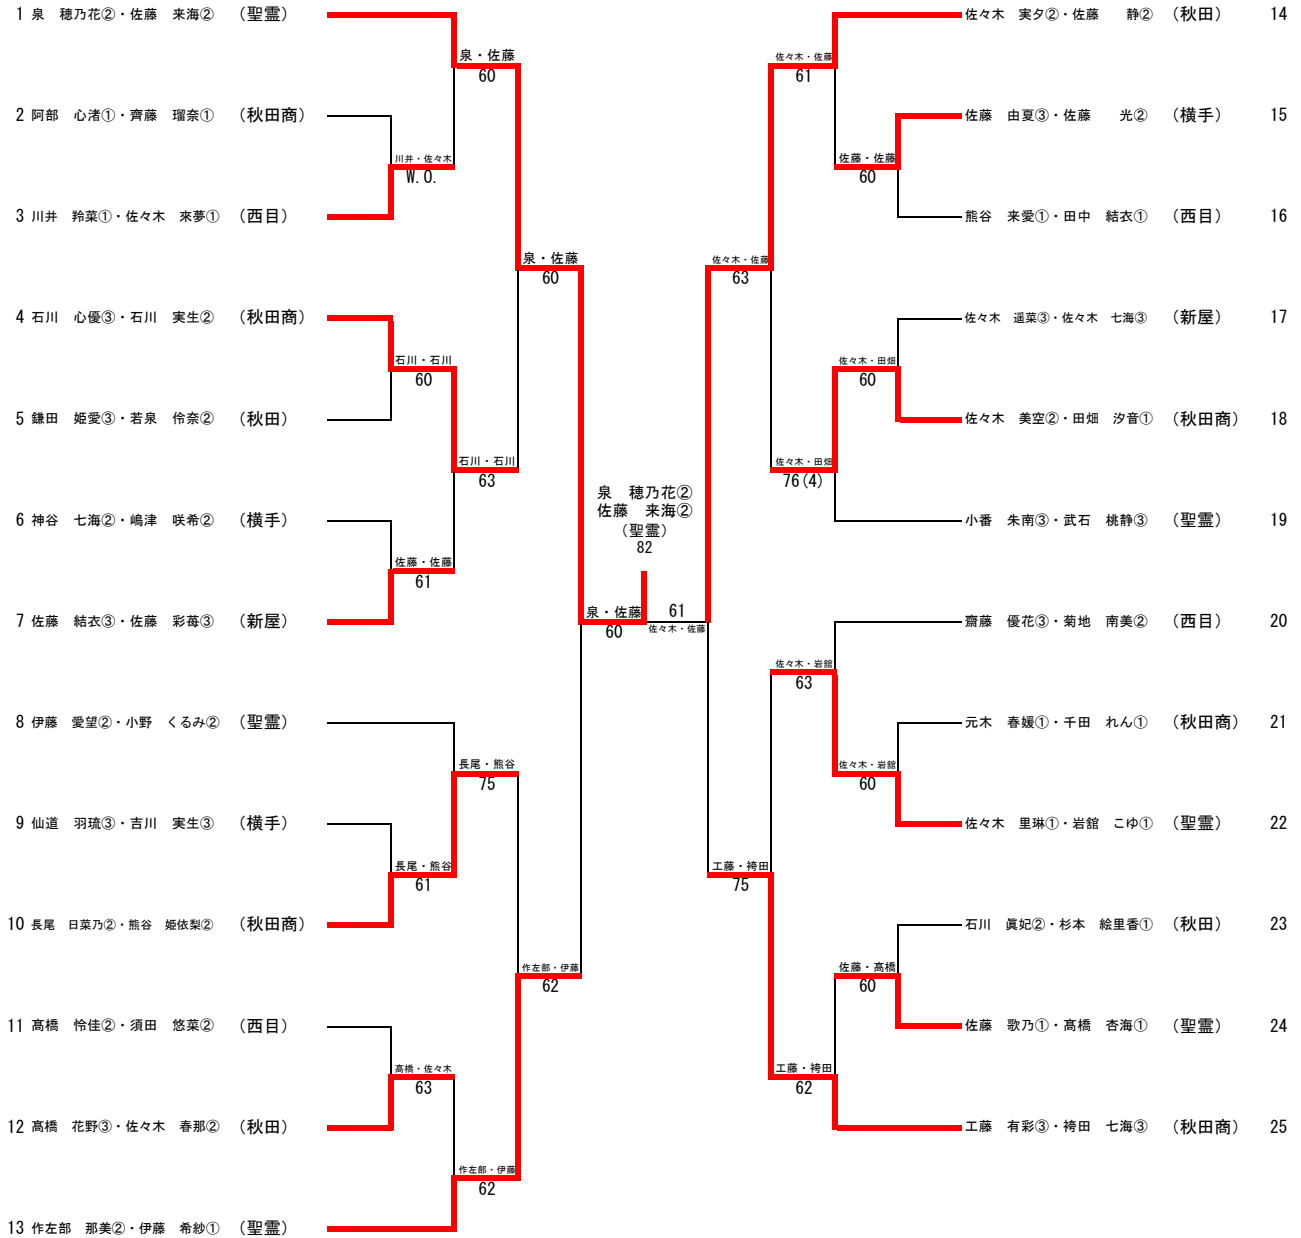 1 泉　穂乃花②・佐藤　来海②　（聖霊）
2 阿部　心渚①・齊藤　瑠奈①　（秋田商）
3 川井　羚菜①・佐々木　來夢①　（西目）
4 石川　心優③・石川　実生②　（秋田商）
5 鎌田　姫愛③・若泉　伶奈②　（秋田）
6 神谷　七海②・嶋津　咲希②　（横手）
7 佐藤　結衣③・佐藤　彩苺③　（新屋）
8 伊藤　愛望②・小野　くるみ②　（聖霊）
9 仙道　羽琉③・吉川　実生③　（横手）
10 長尾　日菜乃②・熊谷　姫依梨②　（秋田商）
11 髙橋　怜佳②・須田　悠菜②　（西目）
12 髙橋　花野③・佐々木　春那②　（秋田）
13 作左部　那美②・伊藤　希紗①　（聖霊）
川井・佐々木
W.O.
石川・石川
60
佐藤・佐藤
61
長尾・熊谷
61
髙橋・佐々木
63
泉・佐藤
60
石川・石川
63
長尾・熊谷
75
作左部・伊藤
62
泉・佐藤
60
作左部・伊藤
62
泉・佐藤
60
泉　穂乃花②
佐藤　来海②
（聖霊）
82
61
佐々木・佐藤
佐々木・佐藤
63
工藤・袴田
75
佐々木・佐藤
61
佐々木・田畑
76(4)
佐々木・岩舘
63
工藤・袴田
62
佐藤・佐藤
60
佐々木・田畑
60
佐々木・岩舘
60
佐藤・髙橋
60
佐々木　実夕②・佐藤　静②　（秋田）　14
佐藤　由夏③・佐藤　光②　（横手）　15
熊谷　来愛①・田中　結衣①　（西目）　16
佐々木　遥菜③・佐々木　七海③　（新屋）　17
佐々木　美空②・田畑　汐音①　（秋田商）　18
小番　朱南③・武石　桃静③　（聖霊）　19
齋藤　優花③・菊地　南美②　（西目）　20
元木　春媛①・千田　れん①　（秋田商）　21
佐々木　里琳①・岩舘　こゆ①　（聖霊）　22
石川　眞妃②・杉本　絵里香①　（秋田）　23
佐藤　歌乃①・髙橋　杏海①　（聖霊）　24
工藤　有彩③・袴田　七海③　（秋田商）　25